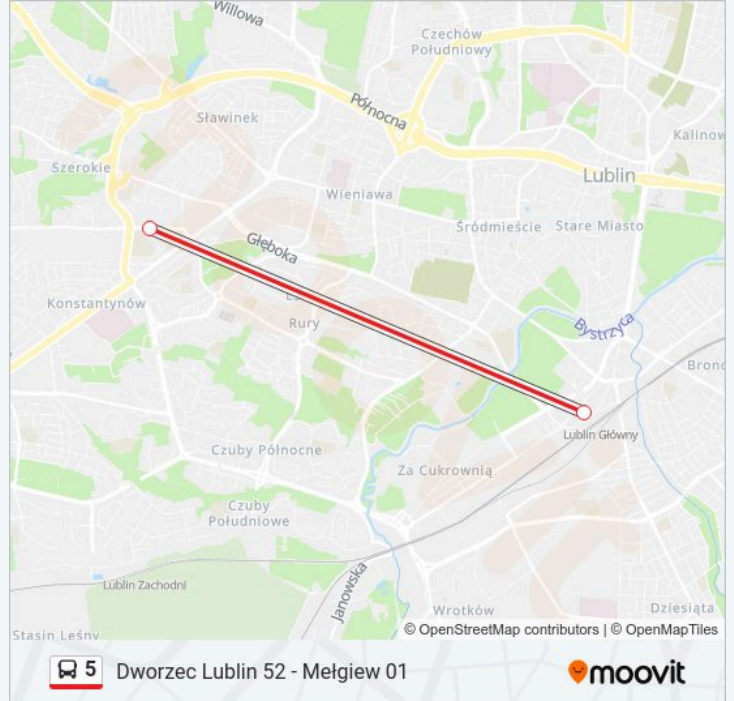 Willowa
Czechów
Południowy
Północna
Sławinek
Kalinow
Szerokie
Lublin
Wieniawa
Śródmieście
Stare Miasto
Głęboka
Konstantynów
Rury
Bystrzyca
Brono
Lublin Główny
Czuby Północne
Za Cukrownią
Czuby
Południowe
Lublin Zachodni
Janowska
Wrotków
Dziesiąta
Stasin Leśny
© OpenStreetMap contributors | © OpenMapTiles
5 Dworzec Lublin 52 - Mełgiew 01
moovit